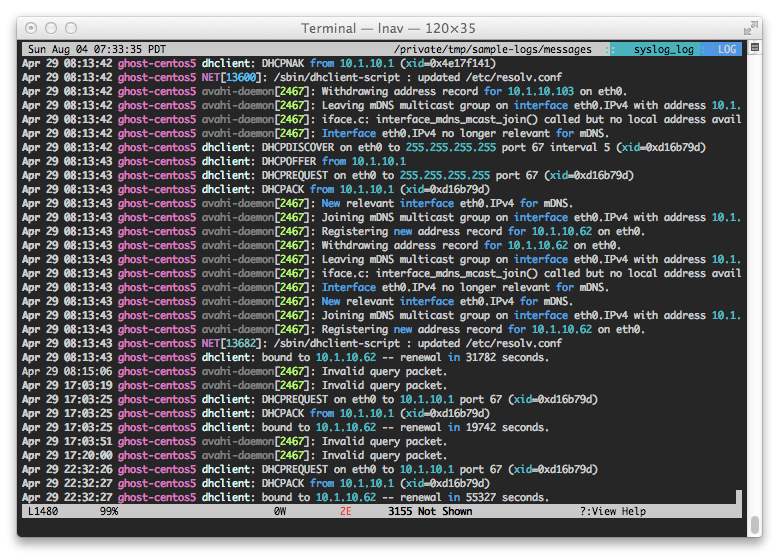 Terminal — lnav — 120×35
Sun Aug 04 07:33:35 PDT /private/tmp/sample-logs/messages :: syslog_log :: LOG
Apr 29 08:13:42 ghost-centos5 dhclient: DHCPNAK from 10.1.10.1 (xid=0x4e17f141)
Apr 29 08:13:42 ghost-centos5 NET[13600]: /sbin/dhclient-script : updated /etc/resolv.conf
Apr 29 08:13:42 ghost-centos5 avahi-daemon[2467]: Withdrawing address record for 10.1.10.103 on eth0.
Apr 29 08:13:42 ghost-centos5 avahi-daemon[2467]: Leaving mDNS multicast group on interface eth0.IPv4 with address 10.1.
Apr 29 08:13:42 ghost-centos5 avahi-daemon[2467]: iface.c: interface_mdns_mcast_join() called but no local address avail
Apr 29 08:13:42 ghost-centos5 avahi-daemon[2467]: Interface eth0.IPv4 no longer relevant for mDNS.
Apr 29 08:13:42 ghost-centos5 dhclient: DHCPDISCOVER on eth0 to 255.255.255.255 port 67 interval 5 (xid=0xd16b79d)
Apr 29 08:13:43 ghost-centos5 dhclient: DHCPOFFER from 10.1.10.1
Apr 29 08:13:43 ghost-centos5 dhclient: DHCPREQUEST on eth0 to 255.255.255.255 port 67 (xid=0xd16b79d)
Apr 29 08:13:43 ghost-centos5 dhclient: DHCPACK from 10.1.10.1 (xid=0xd16b79d)
Apr 29 08:13:43 ghost-centos5 avahi-daemon[2467]: New relevant interface eth0.IPv4 for mDNS.
Apr 29 08:13:43 ghost-centos5 avahi-daemon[2467]: Joining mDNS multicast group on interface eth0.IPv4 with address 10.1.
Apr 29 08:13:43 ghost-centos5 avahi-daemon[2467]: Registering new address record for 10.1.10.62 on eth0.
Apr 29 08:13:43 ghost-centos5 avahi-daemon[2467]: Withdrawing address record for 10.1.10.62 on eth0.
Apr 29 08:13:43 ghost-centos5 avahi-daemon[2467]: Leaving mDNS multicast group on interface eth0.IPv4 with address 10.1.
Apr 29 08:13:43 ghost-centos5 avahi-daemon[2467]: iface.c: interface_mdns_mcast_join() called but no local address avail
Apr 29 08:13:43 ghost-centos5 avahi-daemon[2467]: Interface eth0.IPv4 no longer relevant for mDNS.
Apr 29 08:13:43 ghost-centos5 avahi-daemon[2467]: New relevant interface eth0.IPv4 for mDNS.
Apr 29 08:13:43 ghost-centos5 avahi-daemon[2467]: Joining mDNS multicast group on interface eth0.IPv4 with address 10.1.
Apr 29 08:13:43 ghost-centos5 avahi-daemon[2467]: Registering new address record for 10.1.10.62 on eth0.
Apr 29 08:13:43 ghost-centos5 NET[13682]: /sbin/dhclient-script : updated /etc/resolv.conf
Apr 29 08:13:43 ghost-centos5 dhclient: bound to 10.1.10.62 -- renewal in 31782 seconds.
Apr 29 08:15:06 ghost-centos5 avahi-daemon[2467]: Invalid query packet.
Apr 29 17:03:19 ghost-centos5 avahi-daemon[2467]: Invalid query packet.
Apr 29 17:03:25 ghost-centos5 dhclient: DHCPREQUEST on eth0 to 10.1.10.1 port 67 (xid=0xd16b79d)
Apr 29 17:03:25 ghost-centos5 dhclient: DHCPACK from 10.1.10.1 (xid=0xd16b79d)
Apr 29 17:03:25 ghost-centos5 dhclient: bound to 10.1.10.62 -- renewal in 19742 seconds.
Apr 29 17:03:51 ghost-centos5 avahi-daemon[2467]: Invalid query packet.
Apr 29 17:20:00 ghost-centos5 avahi-daemon[2467]: Invalid query packet.
Apr 29 22:32:26 ghost-centos5 dhclient: DHCPREQUEST on eth0 to 10.1.10.1 port 67 (xid=0xd16b79d)
Apr 29 22:32:27 ghost-centos5 dhclient: DHCPACK from 10.1.10.1 (xid=0xd16b79d)
Apr 29 22:32:27 ghost-centos5 dhclient: bound to 10.1.10.62 -- renewal in 55327 seconds.
L1480 99% 0W 2E 3155 Not Shown ?:View Help